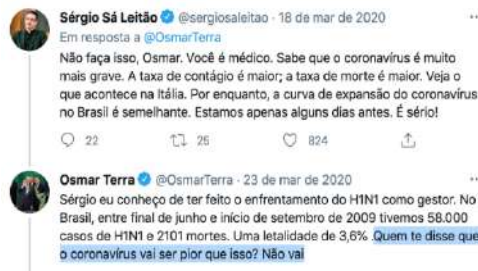 Sérgio Sá Leitão @sergiosaleitao · 18 de mar de 2020
Em resposta a @OsmarTerra
Não faça isso, Osmar. Você é médico. Sabe que o coronavírus é muito
mais grave. A taxa de contágio é maior; a taxa de morte é maior. Veja o
que acontece na Itália. Por enquanto, a curva de expansão do coronavírus
no Brasil é semelhante. Estamos apenas alguns dias antes. É sério!
22 25 824
Osmar Terra @OsmarTerra · 23 de mar de 2020
Sérgio eu conheço de ter feito o enfrentamento do H1N1 como gestor. No
Brasil, entre final de junho e início de setembro de 2009 tivemos 58.000
casos de H1N1 e 2101 mortes. Uma letalidade de 3,6% .Quem te disse que
o coronavírus vai ser pior que isso? Não vai